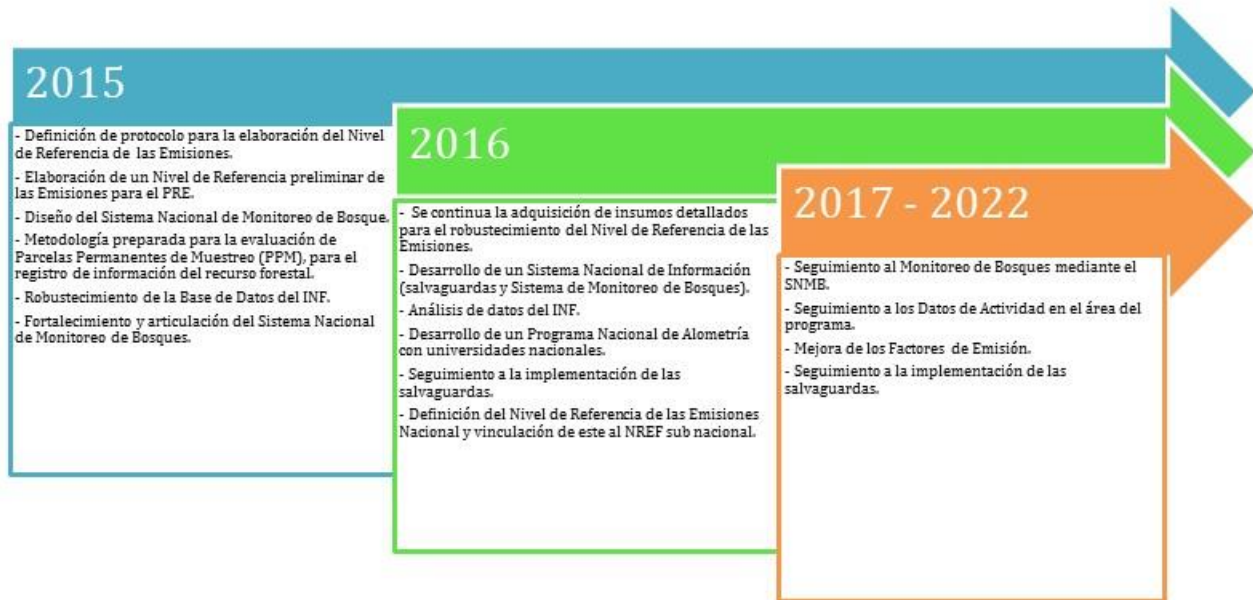 2015
- Definición de protocolo para la elaboración del Nivel
de Referencia de las Emisiones.
- Elaboración de un Nivel de Referencia preliminar de
las Emisiones para el PRE.
- Diseño del Sistema Nacional de Monitoreo de Bosque.
- Metodología preparada para la evaluación de
Parcelas Permanentes de Muestreo (PPM), para el
registro de información del recurso forestal.
- Robustecimiento de la Base de Datos del INF.
- Fortalecimiento y articulación del Sistema Nacional
de Monitoreo de Bosques.
2016
- Se continua la adquisición de insumos detallados
para el robustecimiento del Nivel de Referencia de las
Emisiones.
- Desarrollo de un Sistema Nacional de Información
(salvaguardas y Sistema de Monitoreo de Bosques).
- Análisis de datos del INF.
- Desarrollo de un Programa Nacional de Alometría
con universidades nacionales.
- Seguimiento a la implementación de las
salvaguardas.
- Definición del Nivel de Referencia de las Emisiones
Nacional y vinculación de este al NREF sub nacional.
2017 - 2022
- Seguimiento al Monitoreo de Bosques mediante el
SNMB.
- Seguimiento a los Datos de Actividad en el área del
programa.
- Mejora de los Factores de Emisión.
- Seguimiento a la implementación de las
salvaguardas.